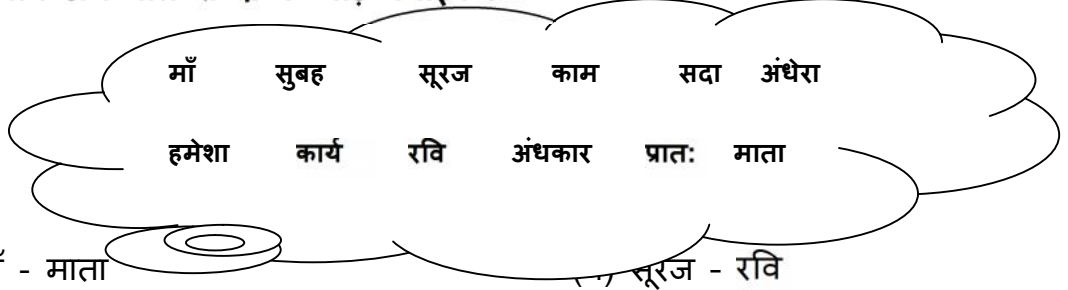 माँ सुबह सूरज काम सदा अंधेरा
हमेशा कार्य रवि अंधकार प्रात: माता
- माता सूरज - रवि